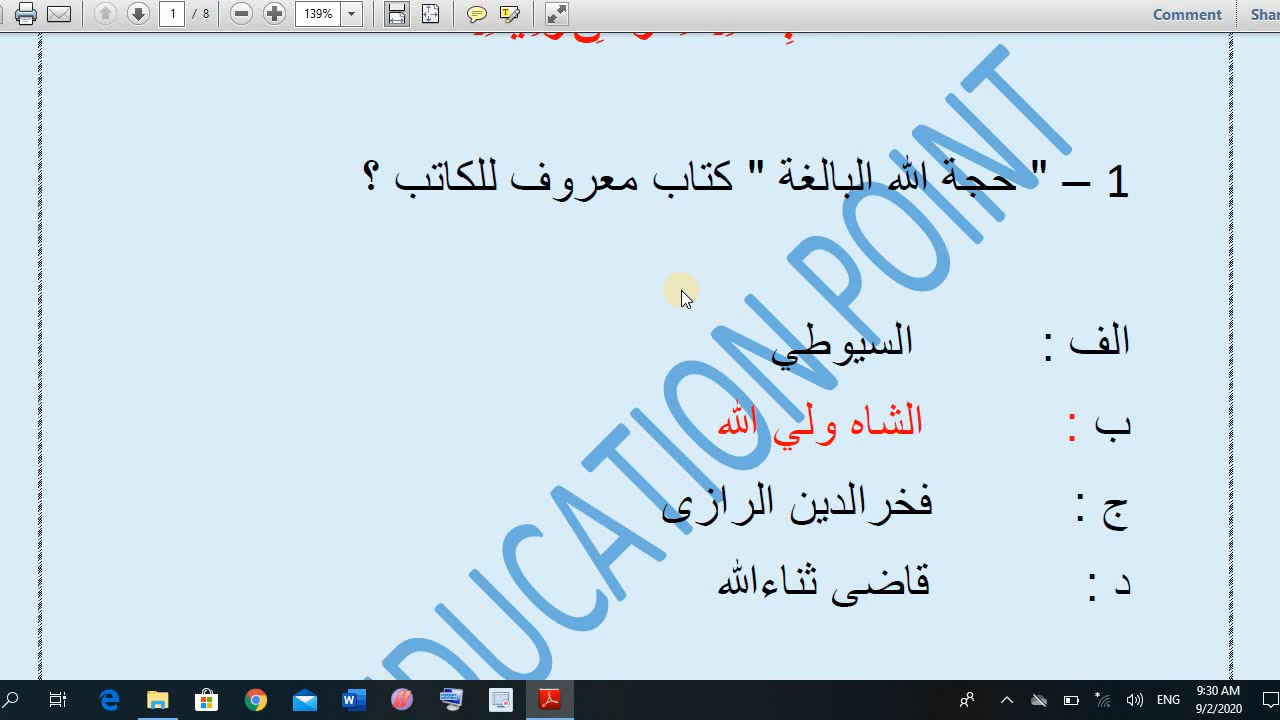 1 / 8
139%
Comment
Shar
1 – " حجة الله البالغة " كتاب معروف للكاتب ؟
الف : السيوطي
ب : الشاه ولي الله
ج : فخرالدين الرازى
د : قاضى ثناءالله
EDUCATION POINT
ENG
9:30 AM
9/2/2020